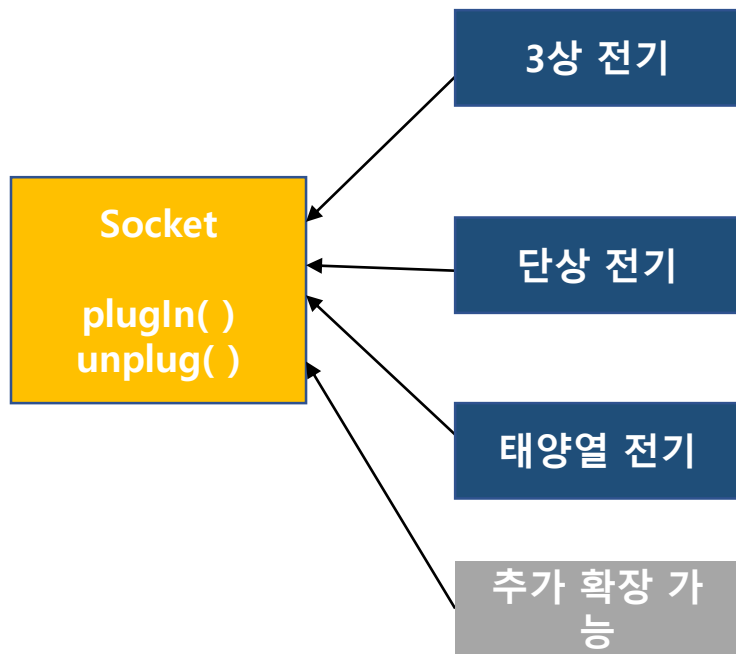 3상 전기
Socket
plugIn( )
unplug( )
단상 전기
태양열 전기
추가 확장 가
능